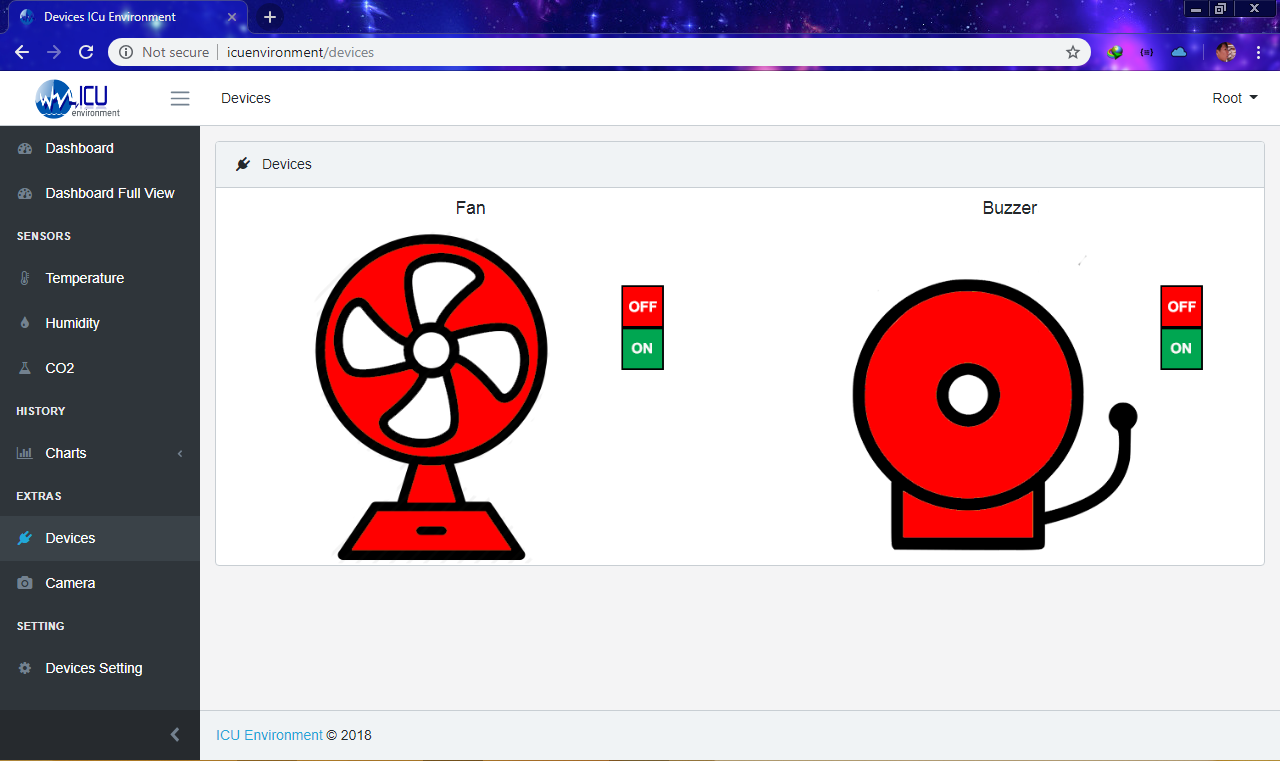 Devices ICu Environment
Not secure icuenvironment/devices
ICU
environment
Devices
Root
Dashboard
Dashboard Full View
SENSORS
Temperature
Humidity
CO2
HISTORY
Charts
EXTRAS
Devices
Camera
SETTING
Devices Setting
Devices
Fan
OFF
ON
Buzzer
OFF
ON
ICU Environment © 2018